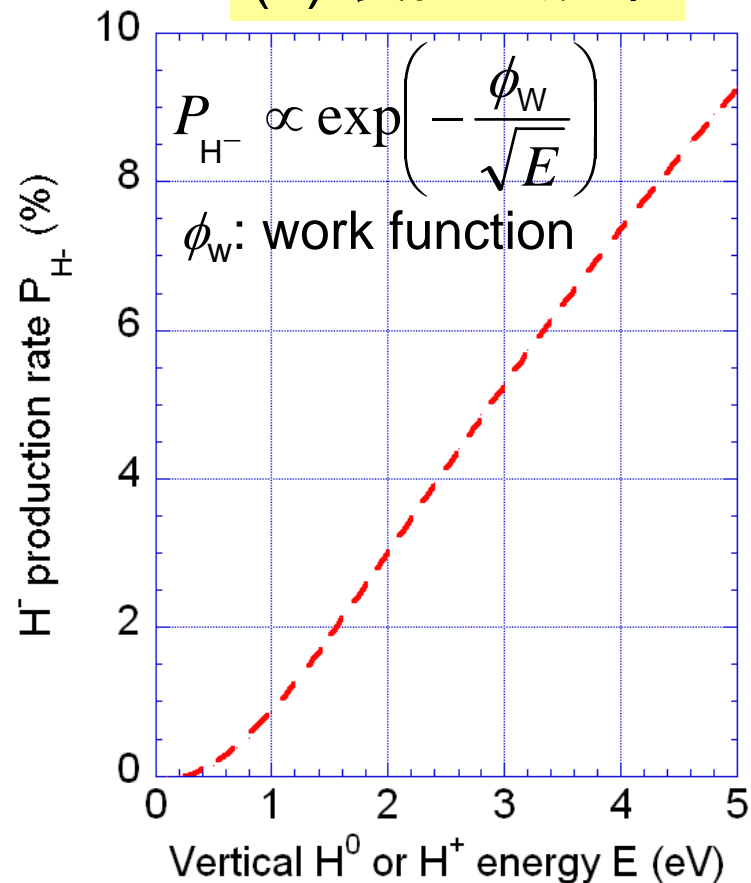 10
P_H⁻ ∝ exp(−ϕ_W/√E)
8
ϕ_W: work function
6
4
2
0
0 1 2 3 4 5
H⁻ production rate P_H- (%)
Vertical H⁰ or H⁺ energy E (eV)